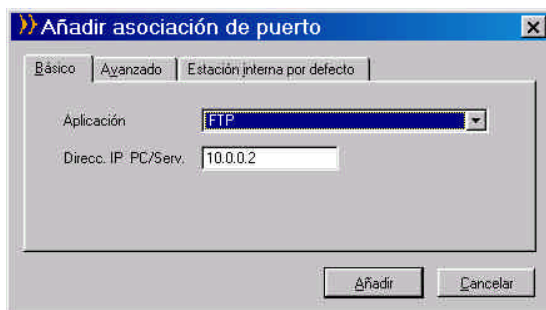 Añadir asociación de puerto
Básico Avanzado Estación interna por defecto
Aplicación FTP
Direcc. IP PC/Serv. 10.0.0.2
Añadir Cancelar